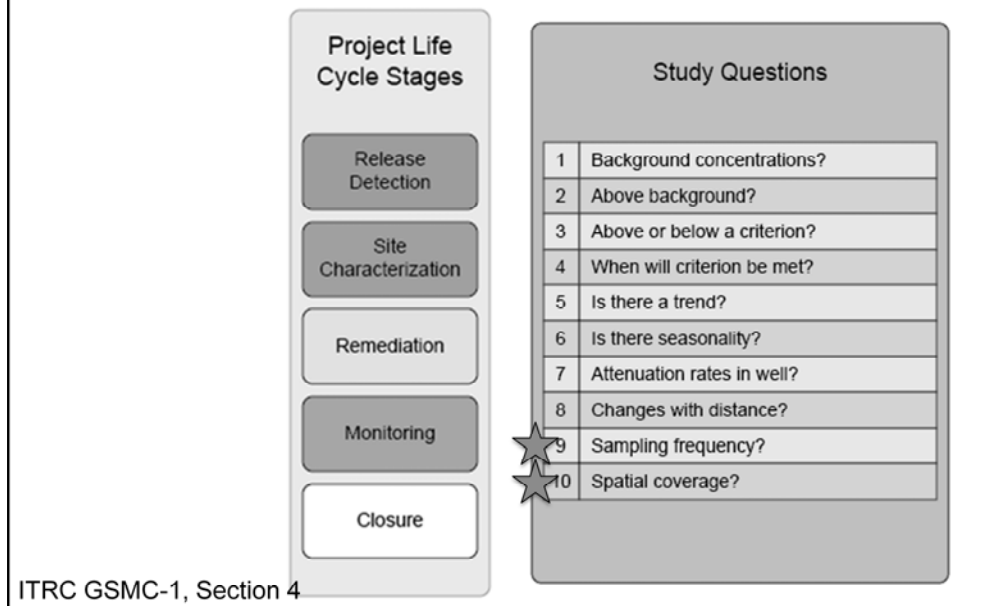 Project Life
Cycle Stages
Release
Detection
Site
Characterization
Remediation
Monitoring
Closure
Study Questions
1 Background concentrations?
2 Above background?
3 Above or below a criterion?
4 When will criterion be met?
5 Is there a trend?
6 Is there seasonality?
7 Attenuation rates in well?
8 Changes with distance?
9 Sampling frequency?
10 Spatial coverage?
ITRC GSMC-1, Section 4